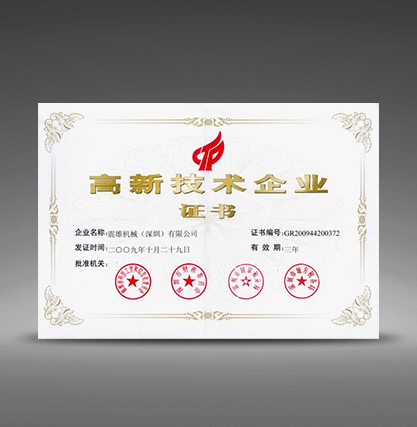 高新技术企业
证书
企业名称：震雄机械（深圳）有限公司
证书编号：GR200944200372
发证时间：二〇〇九年十月二十九日
有效期：三年
批准机关：